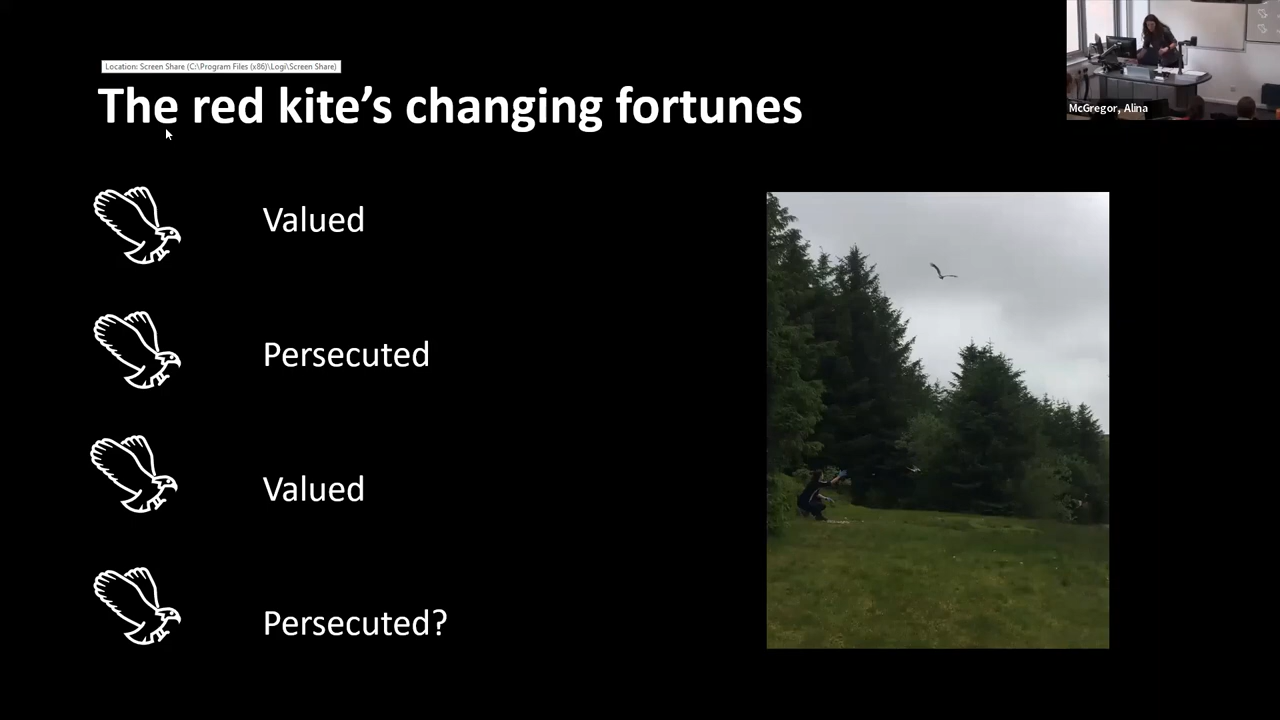 Location: Screen Share (C:\Program Files (x86)\Logi\Screen Share)
The red kite's changing fortunes
McGregor, Alina
Valued
Persecuted
Valued
Persecuted?